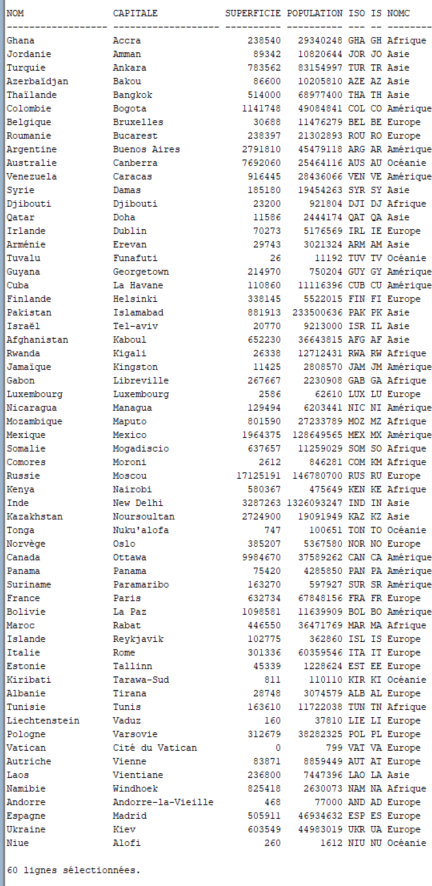 NOM CAPITALE SUPERFICIE POPULATION ISO IS NOMC
Ghana Accra 238540 29340248 GHA GH Afrique
Jordanie Amman 89342 10820644 JOR JO Asie
Turquie Ankara 783562 83154997 TUR TR Asie
Azerbaïdjan Bakou 86600 10205810 AZE AZ Asie
Thaïlande Bangkok 514000 68977400 THA TH Asie
Colombie Bogota 1141748 49084841 COL CO Amérique
Belgique Bruxelles 30688 11476279 BEL BE Europe
Roumanie Bucarest 238397 21302893 ROU RO Europe
Argentine Buenos Aires 2791810 45479118 ARG AR Amérique
Australie Canberra 7692060 25464116 AUS AU Océanie
Venezuela Caracas 916445 28436066 VEN VE Amérique
Syrie Damas 185180 19454263 SYR SY Asie
Djibouti Djibouti 23200 921804 DJI DJ Afrique
Qatar Doha 11586 2444174 QAT QA Asie
Irlande Dublin 70273 5176569 IRL IE Europe
Arménie Erevan 29743 3021324 ARM AM Asie
Tuvalu Funafuti 26 11192 TUV TV Océanie
Guyana Georgetown 214970 750204 GUY GY Amérique
Cuba La Havane 110860 11116396 CUB CU Amérique
Finlande Helsinki 338145 5522015 FIN FI Europe
Pakistan Islamabad 881913 233500636 PAK PK Asie
Israël Tel-aviv 20770 9213000 ISR IL Asie
Afghanistan Kaboul 652230 36643815 AFG AF Asie
Rwanda Kigali 26338 12712431 RWA RW Afrique
Jamaïque Kingston 11425 2808570 JAM JM Amérique
Gabon Libreville 267667 2230908 GAB GA Afrique
Luxembourg Luxembourg 2586 62610 LUX LU Europe
Nicaragua Managua 129494 6203441 NIC NI Amérique
Mozambique Maputo 801590 27233789 MOZ MZ Afrique
Mexique Mexico 1964375 128649565 MEX MX Amérique
Somalie Mogadiscio 637657 11259029 SOM SO Afrique
Comores Moroni 2612 846281 COM KM Afrique
Russie Moscou 17125191 146780700 RUS RU Europe
Kenya Nairobi 580367 475649 KEN KE Afrique
Inde New Delhi 3287263 1326093247 IND IN Asie
Kazakhstan Noursoultan 2724900 19091949 KAZ KZ Asie
Tonga Nuku'alofa 747 100651 TON TO Océanie
Norvège Oslo 385207 5367580 NOR NO Europe
Canada Ottawa 9984670 37589262 CAN CA Amérique
Panama Panama 75420 4285850 PAN PA Amérique
Suriname Paramaribo 163270 597927 SUR SR Amérique
France Paris 632734 67848156 FRA FR Europe
Bolivie La Paz 1098581 11639909 BOL BO Amérique
Maroc Rabat 446550 36471769 MAR MA Afrique
Islande Reykjavik 102775 362860 ISL IS Europe
Italie Rome 301336 60359546 ITA IT Europe
Estonie Tallinn 45339 1228624 EST EE Europe
Kiribati Tarawa-Sud 811 110110 KIR KI Océanie
Albanie Tirana 28748 3074579 ALB AL Europe
Tunisie Tunis 163610 11722038 TUN TN Afrique
Liechtenstein Vaduz 160 37810 LIE LI Europe
Pologne Varsovie 312679 38282325 POL PL Europe
Vatican Cité du Vatican 0 799 VAT VA Europe
Autriche Vienne 83871 8859449 AUT AT Europe
Laos Vientiane 236800 7447396 LAO LA Asie
Namibie Windhoek 825418 2630073 NAM NA Afrique
Andorre Andorre-la-Vieille 468 77000 AND AD Europe
Espagne Madrid 505911 46934632 ESP ES Europe
Ukraine Kiev 603549 44983019 UKR UA Europe
Niue Alofi 260 1612 NIU NU Océanie
60 lignes sélectionnées.